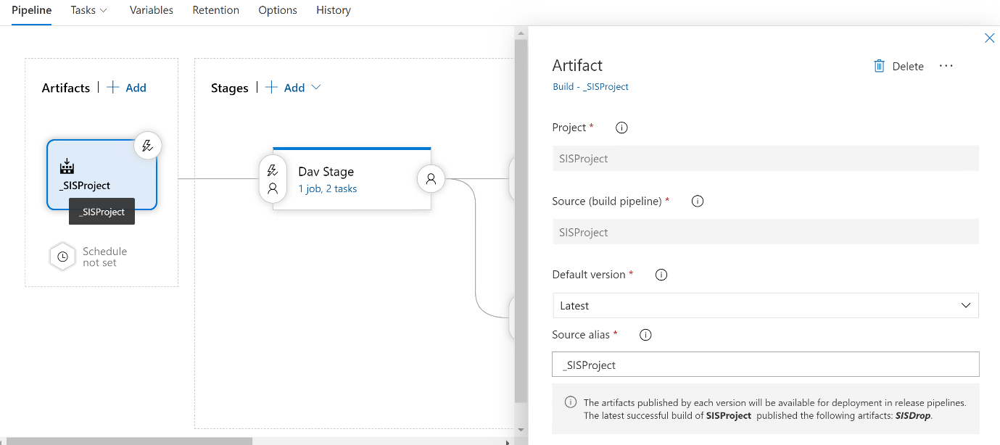 Pipeline Tasks Variables Retention Options History
Artifacts | + Add
_SISProject
_SISProject
Schedule
not set
Stages | + Add
Dav Stage
1 job, 2 tasks
Artifact
Delete ...
Build - _SISProject
Project *
SISProject
Source (build pipeline) *
SISProject
Default version *
Latest
Source alias *
_SISProject
The artifacts published by each version will be available for deployment in release pipelines.
The latest successful build of SISProject published the following artifacts: SISDrop.